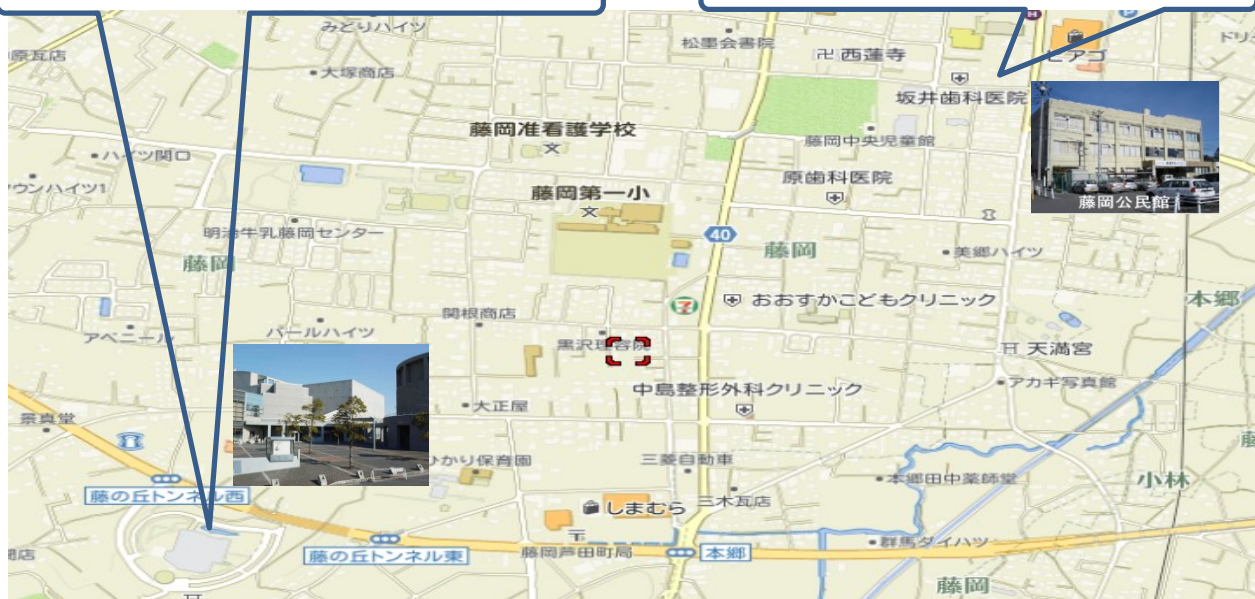 みどりハイツ
松墨会書院
卍 西蓮寺
ピアゴ
原瓦店
大塚商店
坂井歯科医院
藤岡准看護学校
文
藤岡中央児童館
ハイツ関口
原歯科医院
ウンハイツ1
藤岡第一小
文
藤岡公民館
明治牛乳藤岡センター
40
藤岡
美郷ハイツ
藤岡
本郷
7
おおすかこどもクリニック
関根商店
アベニール
パールハイツ
黒沢理容院
天満宮
中島整形外科クリニック
アカギ写真館
大正屋
景真堂
ひかり保育園
三菱自動車
本郷田中薬師堂
小林
藤の丘トンネル西
しまむら
三木瓦店
藤の丘トンネル東
藤岡芦田町局
本郷
群馬ダイハツ
藤岡